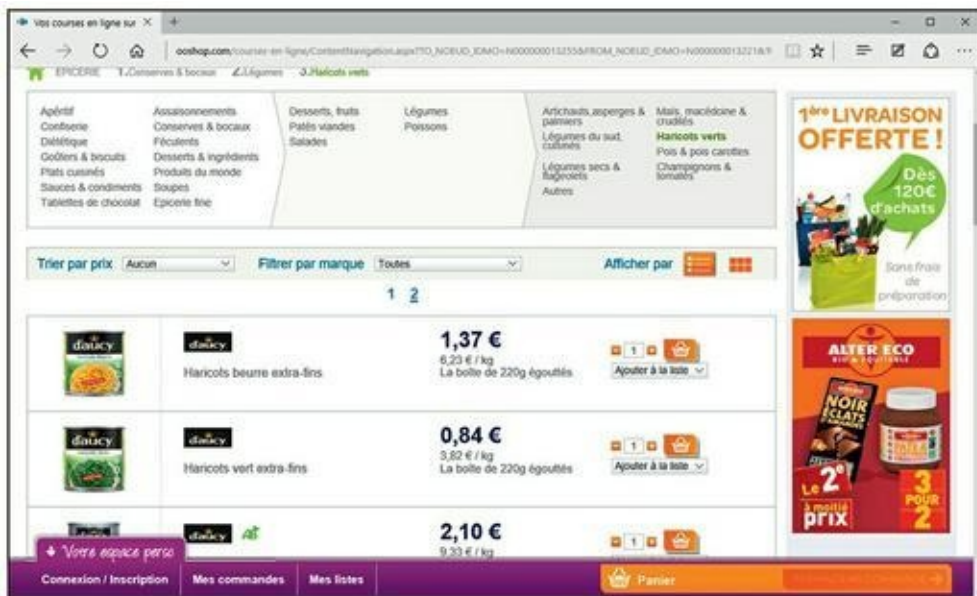 Vos courses en ligne sur
ooshop.com/courses-en-ligne/ContentNavigation.aspx?TO_NOEUD_IDMO=N000000013255&FROM_NOEUD_IDMO=N000000013221&
EPICERIE 1.Conserves & bocaux 2.Légumes 3.Haricots verts
Apéritif
Confiserie
Diététique
Goûters & biscuits
Plats cuisinés
Sauces & condiments
Tablettes de chocolat
Assaisonnements
Conserves & bocaux
Féculents
Desserts & ingrédients
Produits du monde
Soupes
Epicerie fine
Desserts, fruits
Patés viandes
Salades
Légumes
Poissons
Artichauts, asperges &
palmiers
Légumes du sud,
cuisinés
Légumes secs &
flageolets
Autres
Maïs, macédoine &
crudités
Haricots verts
Pois & pois carottes
Champignons &
tomates
1ère LIVRAISON
OFFERTE !
Dès
120€
d'achats
Sans frais
de
préparation
Trier par prix Aucun Filtrer par marque Toutes Afficher par
1 2
d'aucy
d'aucy
Haricots beurre extra-fins
1,37 €
6,23 € / kg
La boîte de 220g égouttés
1
Ajouter à la liste
d'aucy
d'aucy
Haricots vert extra-fins
0,84 €
3,82 € / kg
La boîte de 220g égouttés
1
Ajouter à la liste
d'aucy
AB
2,10 €
9,33 € / kg
1
ALTER ECO
BIO & EQUITABLE
NOIR
ÉCLATS
D'AMANDES
Le 2e
à moitié
prix
3
POUR
2
Votre espace perso
Connexion / Inscription Mes commandes Mes listes Panier